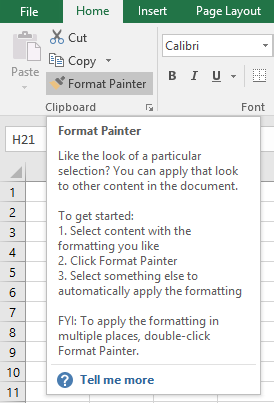 File Home Insert Page Layout
Cut
Copy
Paste
Format Painter
Clipboard
Calibri
B I U
Font
H21
Format Painter
Like the look of a particular
selection? You can apply that look
to other content in the document.
To get started:
1. Select content with the
formatting you like
2. Click Format Painter
3. Select something else to
automatically apply the formatting
FYI: To apply the formatting in
multiple places, double-click
Format Painter.
? Tell me more
1
2
3
4
5
6
7
8
9
10
11